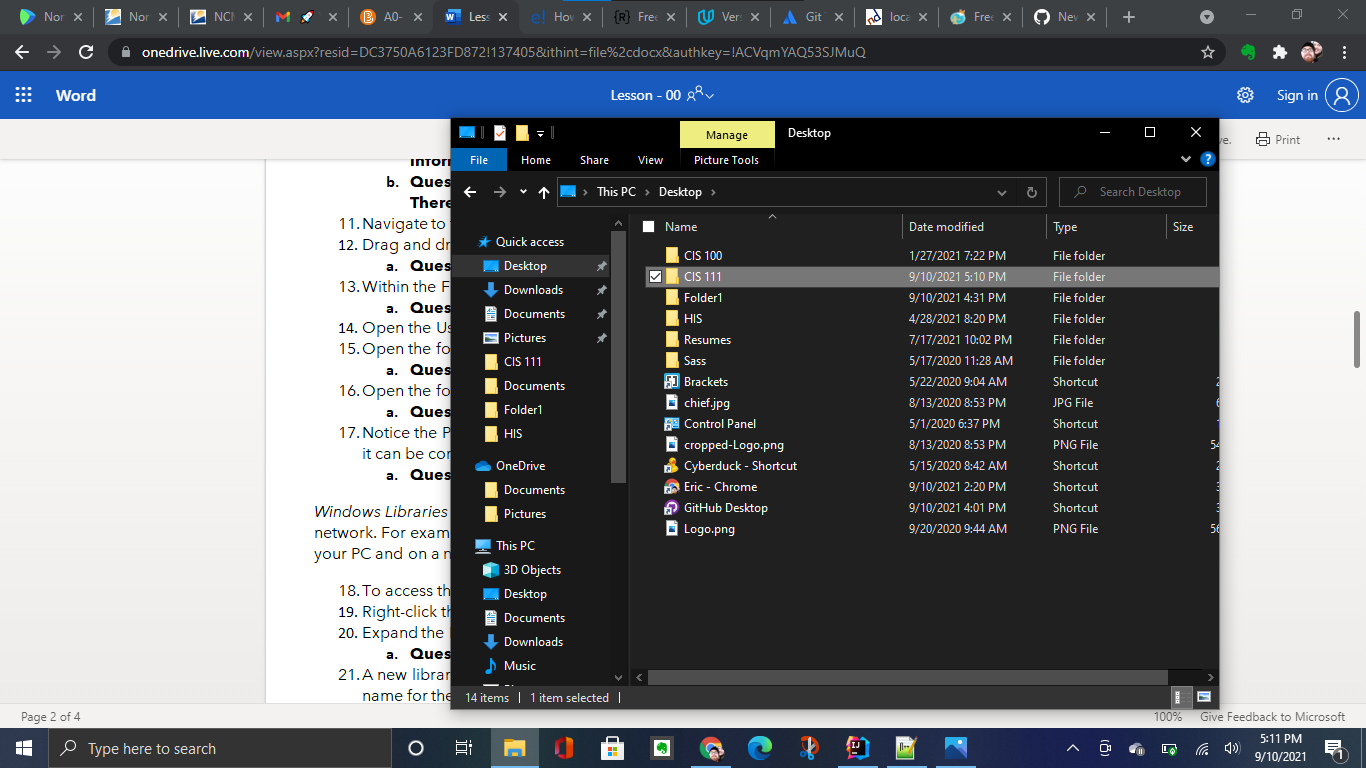 Nor
Nor
NCN
A0-
Less
How
Free
Vers
Git
loca
Free
New
onedrive.live.com/view.aspx?resid=DC3750A6123FD872!137405&ithint=file%2cdocx&authkey=!ACVqmYAQ53SJMuQ
Word
Lesson - 00
Sign in
ve.
Print
Manage
Desktop
File
Home
Share
View
Picture Tools
This PC
Desktop
Search Desktop
Name
Date modified
Type
Size
Quick access
Desktop
Downloads
Documents
Pictures
CIS 111
Documents
Folder1
HIS
OneDrive
Documents
Pictures
This PC
3D Objects
Desktop
Documents
Downloads
Music
CIS 100 1/27/2021 7:22 PM File folder
CIS 111 9/10/2021 5:10 PM File folder
Folder1 9/10/2021 4:31 PM File folder
HIS 4/28/2021 8:20 PM File folder
Resumes 7/17/2021 10:02 PM File folder
Sass 5/17/2020 11:28 AM File folder
Brackets 5/22/2020 9:04 AM Shortcut 2
chief.jpg 8/13/2020 8:53 PM JPG File 6
Control Panel 5/1/2020 6:37 PM Shortcut
cropped-Logo.png 8/13/2020 8:53 PM PNG File 54
Cyberduck - Shortcut 5/15/2020 8:42 AM Shortcut 2
Eric - Chrome 9/10/2021 2:20 PM Shortcut 3
GitHub Desktop 9/10/2021 4:01 PM Shortcut 3
Logo.png 9/20/2020 9:44 AM PNG File 56
14 items
1 item selected
Inforr
b. Ques
There
11. Navigate to
12. Drag and dr
a. Ques
13. Within the F
a. Ques
14. Open the Us
15. Open the fo
a. Ques
16. Open the fo
a. Ques
17. Notice the P
it can be cor
a. Ques
Windows Libraries
network. For exam
your PC and on a n
18. To access th
19. Right-click th
20. Expand the
a. Ques
21. A new librar
name for the
Page 2 of 4
100%
Give Feedback to Microsoft
Type here to search
5:11 PM
9/10/2021
1